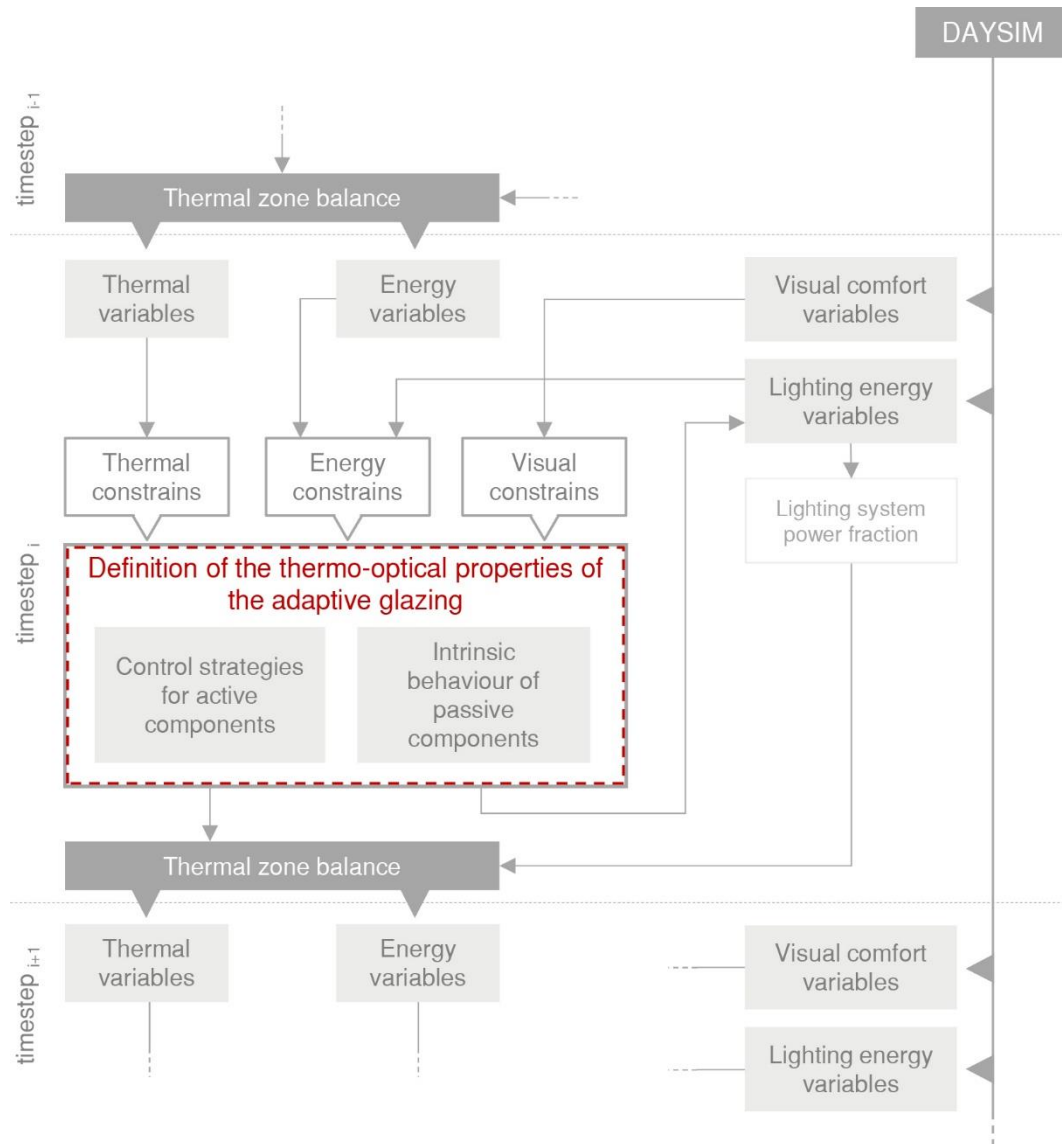 DAYSIM
timestep i-1
Thermal zone balance
Thermal
variables
Energy
variables
Visual comfort
variables
Lighting energy
variables
Thermal
constrains
Energy
constrains
Visual
constrains
Lighting system
power fraction
timestep i
Definition of the thermo-optical properties of
the adaptive glazing
Control strategies
for active
components
Intrinsic
behaviour of
passive
components
Thermal zone balance
timestep i+1
Thermal
variables
Energy
variables
Visual comfort
variables
Lighting energy
variables